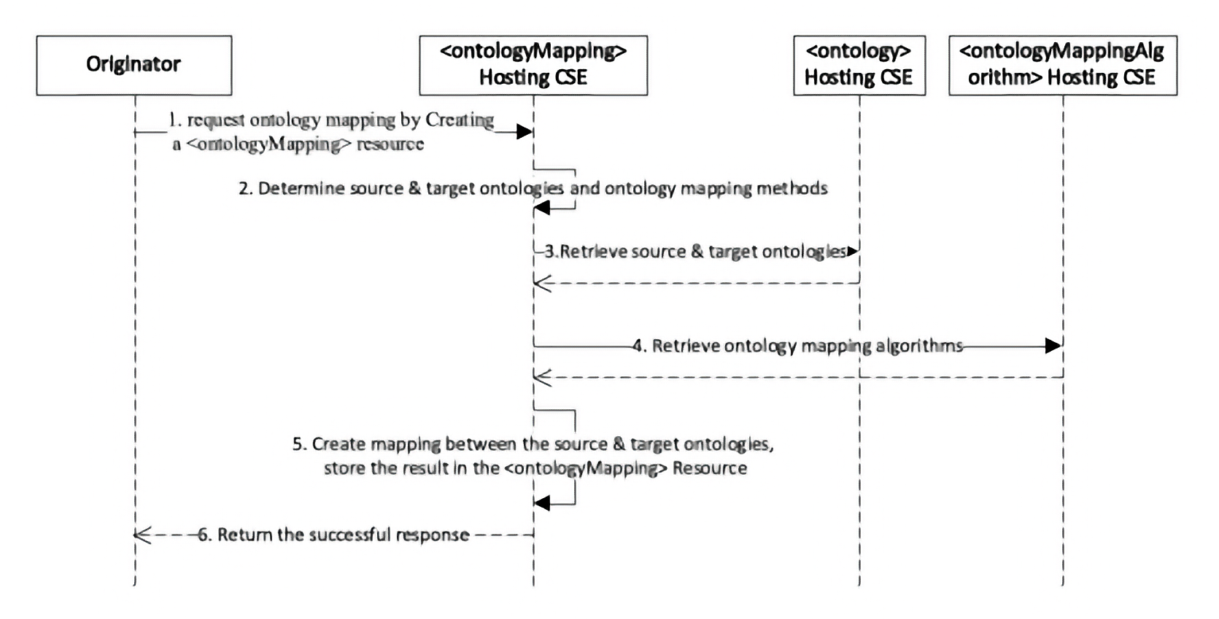 Originator
<ontologyMapping>
Hosting CSE
<ontology>
Hosting CSE
<ontologyMappingAlg
orithm> Hosting CSE
1. request ontology mapping by Creating
a <ontologyMapping> resource
2. Determine source & target ontologies and ontology mapping methods
3.Retrieve source & target ontologies
4. Retrieve ontology mapping algorithms
5. Create mapping between the source & target ontologies,
store the result in the <ontologyMapping> Resource
6. Return the successful response